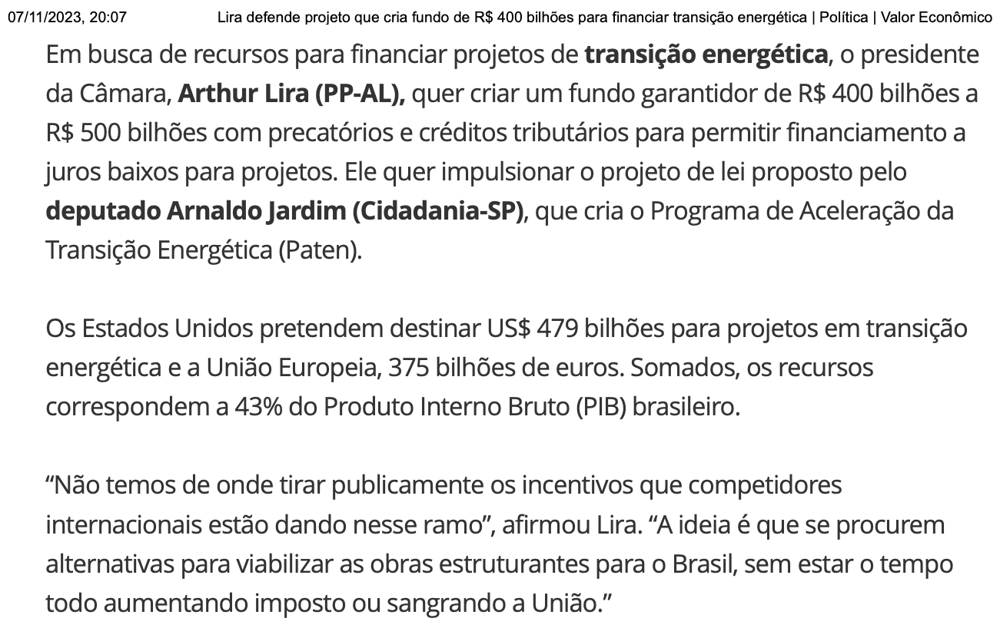 07/11/2023, 20:07 Lira defende projeto que cria fundo de R$ 400 bilhões para financiar transição energética | Política | Valor Econômico
Em busca de recursos para financiar projetos de transição energética, o presidente
da Câmara, Arthur Lira (PP-AL), quer criar um fundo garantidor de R$ 400 bilhões a
R$ 500 bilhões com precatórios e créditos tributários para permitir financiamento a
juros baixos para projetos. Ele quer impulsionar o projeto de lei proposto pelo
deputado Arnaldo Jardim (Cidadania-SP), que cria o Programa de Aceleração da
Transição Energética (Paten).
Os Estados Unidos pretendem destinar US$ 479 bilhões para projetos em transição
energética e a União Europeia, 375 bilhões de euros. Somados, os recursos
correspondem a 43% do Produto Interno Bruto (PIB) brasileiro.
“Não temos de onde tirar publicamente os incentivos que competidores
internacionais estão dando nesse ramo”, afirmou Lira. “A ideia é que se procurem
alternativas para viabilizar as obras estruturantes para o Brasil, sem estar o tempo
todo aumentando imposto ou sangrando a União.”